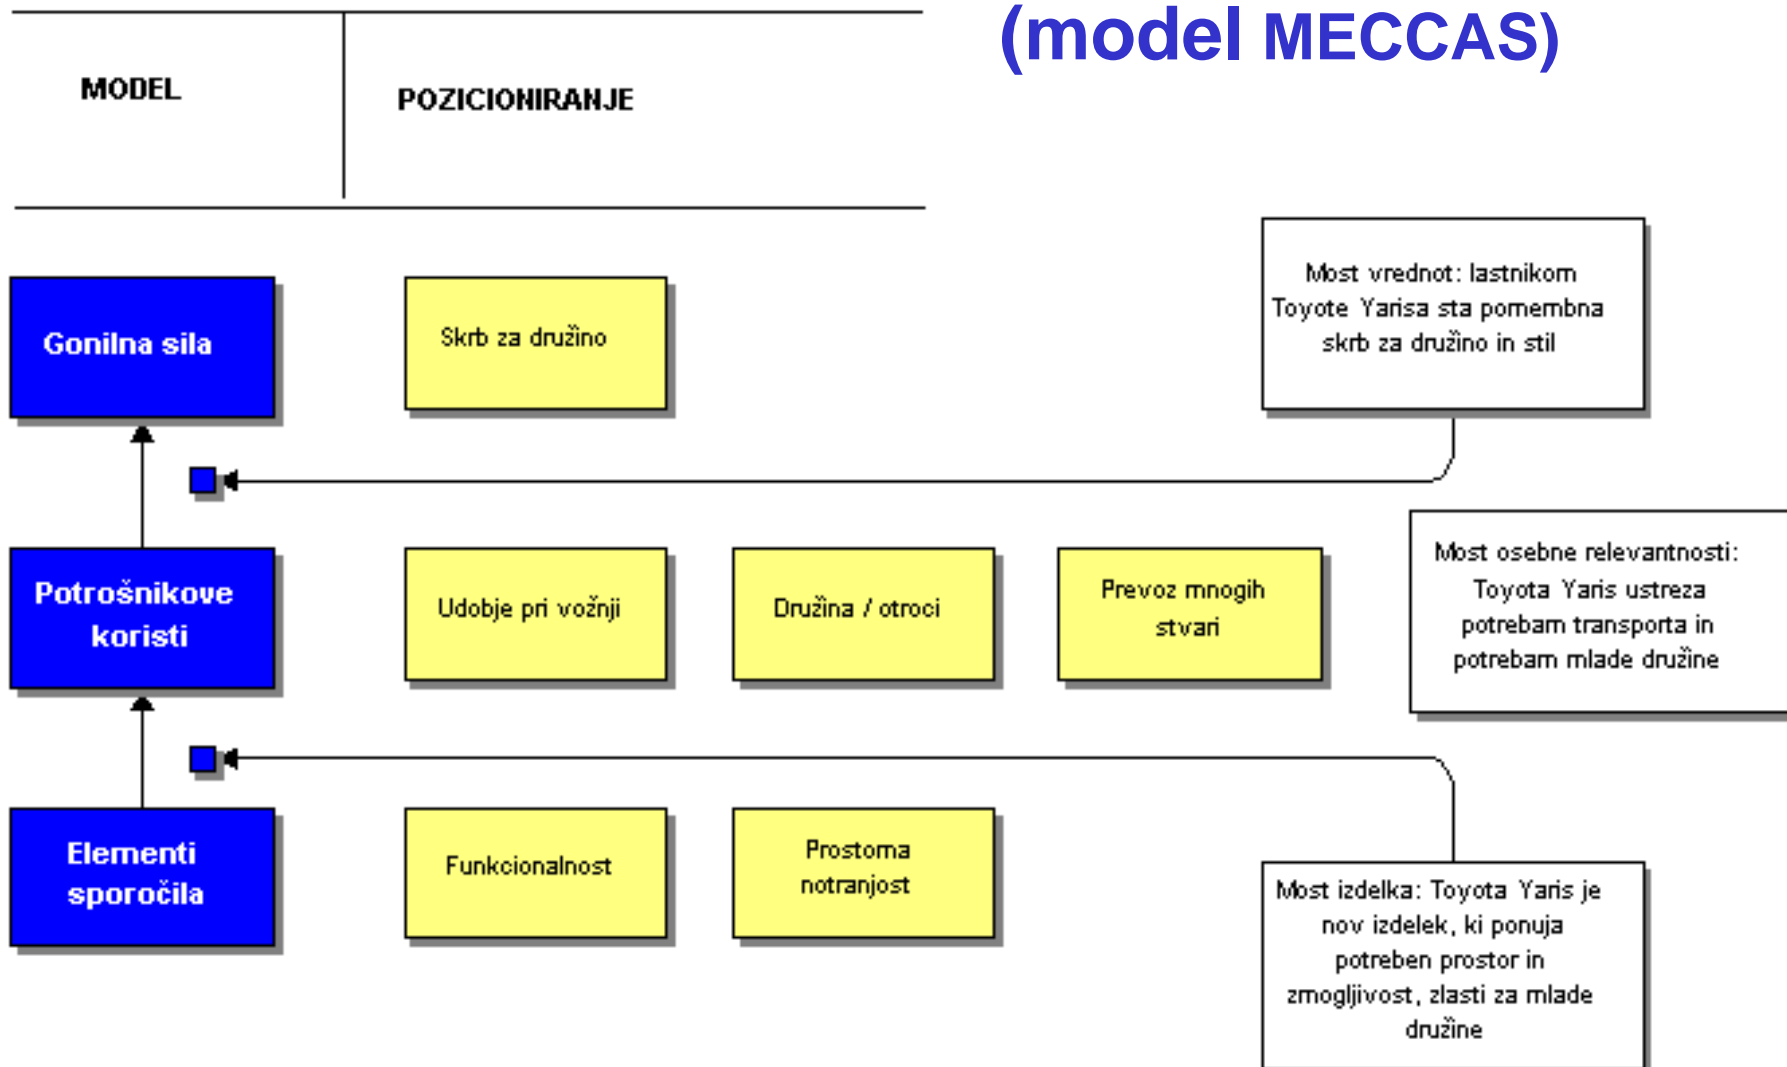 (model MECCAS)
MODEL
POZICIONIRANJE
Most vrednot: lastnikom
Toyote Yarisa sta pomembna
skrb za družino in stil
Gonilna sila
Skrb za družino
Potrošnikove
koristi
Udobje pri vožnji
Družina / otroci
Prevoz mnogih
stvari
Most osebne relevantnosti:
Toyota Yaris ustreza
potrebam transporta in
potrebam mlade družine
Elementi
sporočila
Funkcionalnost
Prostorna
notranjost
Most izdelka: Toyota Yaris je
nov izdelek, ki ponuja
potreben prostor in
zmogljivost, zlasti za mlade
družine